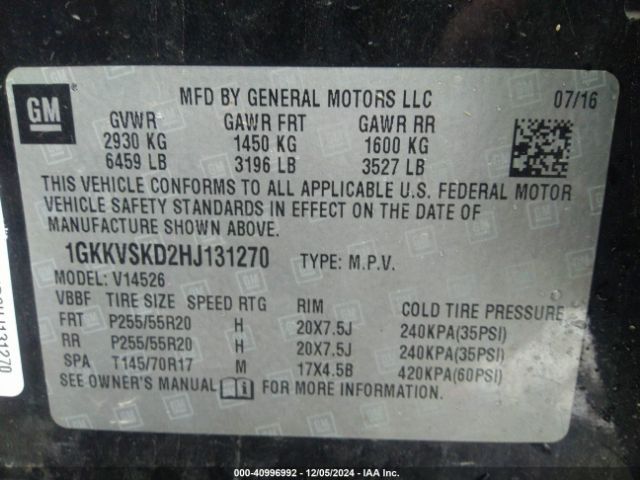 GM
MFD BY GENERAL MOTORS LLC 07/16
GVWR GAWR FRT GAWR RR
2930 KG 1450 KG 1600 KG
6459 LB 3196 LB 3527 LB
THIS VEHICLE CONFORMS TO ALL APPLICABLE U.S. FEDERAL MOTOR
VEHICLE SAFETY STANDARDS IN EFFECT ON THE DATE OF
MANUFACTURE SHOWN ABOVE.
1GKKVSKD2HJ131270 TYPE: M.P.V.
MODEL: V14526
VBBF TIRE SIZE SPEED RTG RIM COLD TIRE PRESSURE
FRT P255/55R20 H 20X7.5J 240KPA(35PSI)
RR P255/55R20 H 20X7.5J 240KPA(35PSI)
SPA T145/70R17 M 17X4.5B 420KPA(60PSI)
SEE OWNER'S MANUAL FOR MORE INFORMATION.
J131270
000-40996992 - 12/05/2024 - IAA Inc.